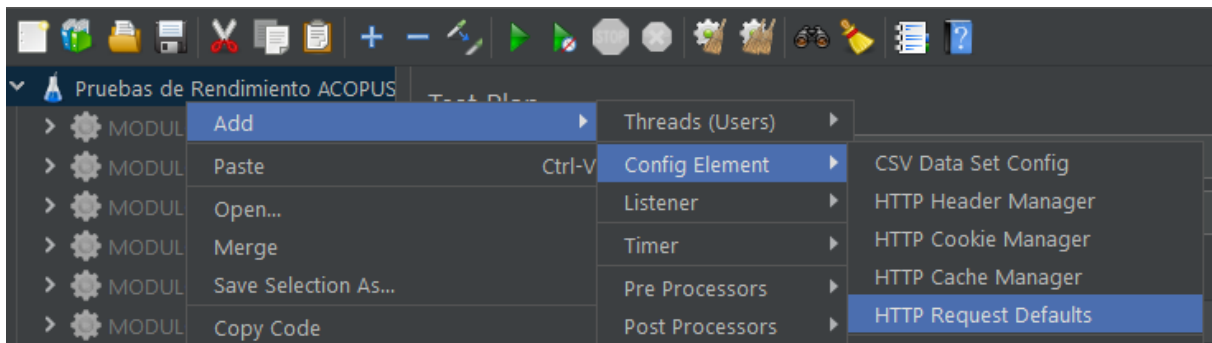 STOP
Pruebas de Rendimiento ACOPUS
Test Plan
MODUL
Add
Threads (Users)
MODUL
Paste
Ctrl-V
Config Element
CSV Data Set Config
MODUL
Open...
Listener
HTTP Header Manager
MODUL
Merge
Timer
HTTP Cookie Manager
MODUL
Save Selection As...
Pre Processors
HTTP Cache Manager
MODUL
Copy Code
Post Processors
HTTP Request Defaults